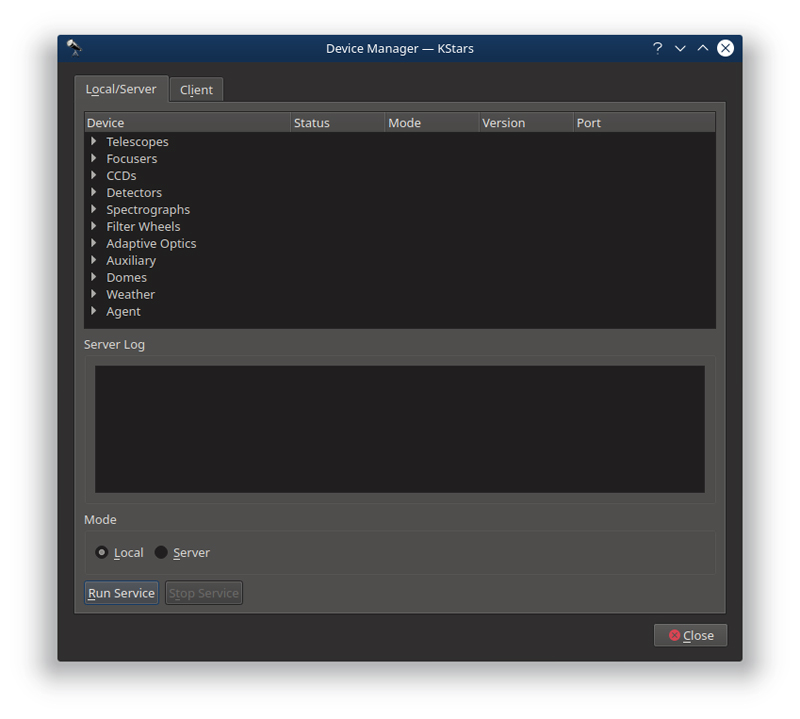 Device Manager — KStars
Local/Server Client
Device Status Mode Version Port
Telescopes
Focusers
CCDs
Detectors
Spectrographs
Filter Wheels
Adaptive Optics
Auxiliary
Domes
Weather
Agent
Server Log
Mode
Local Server
Run Service Stop Service
Close